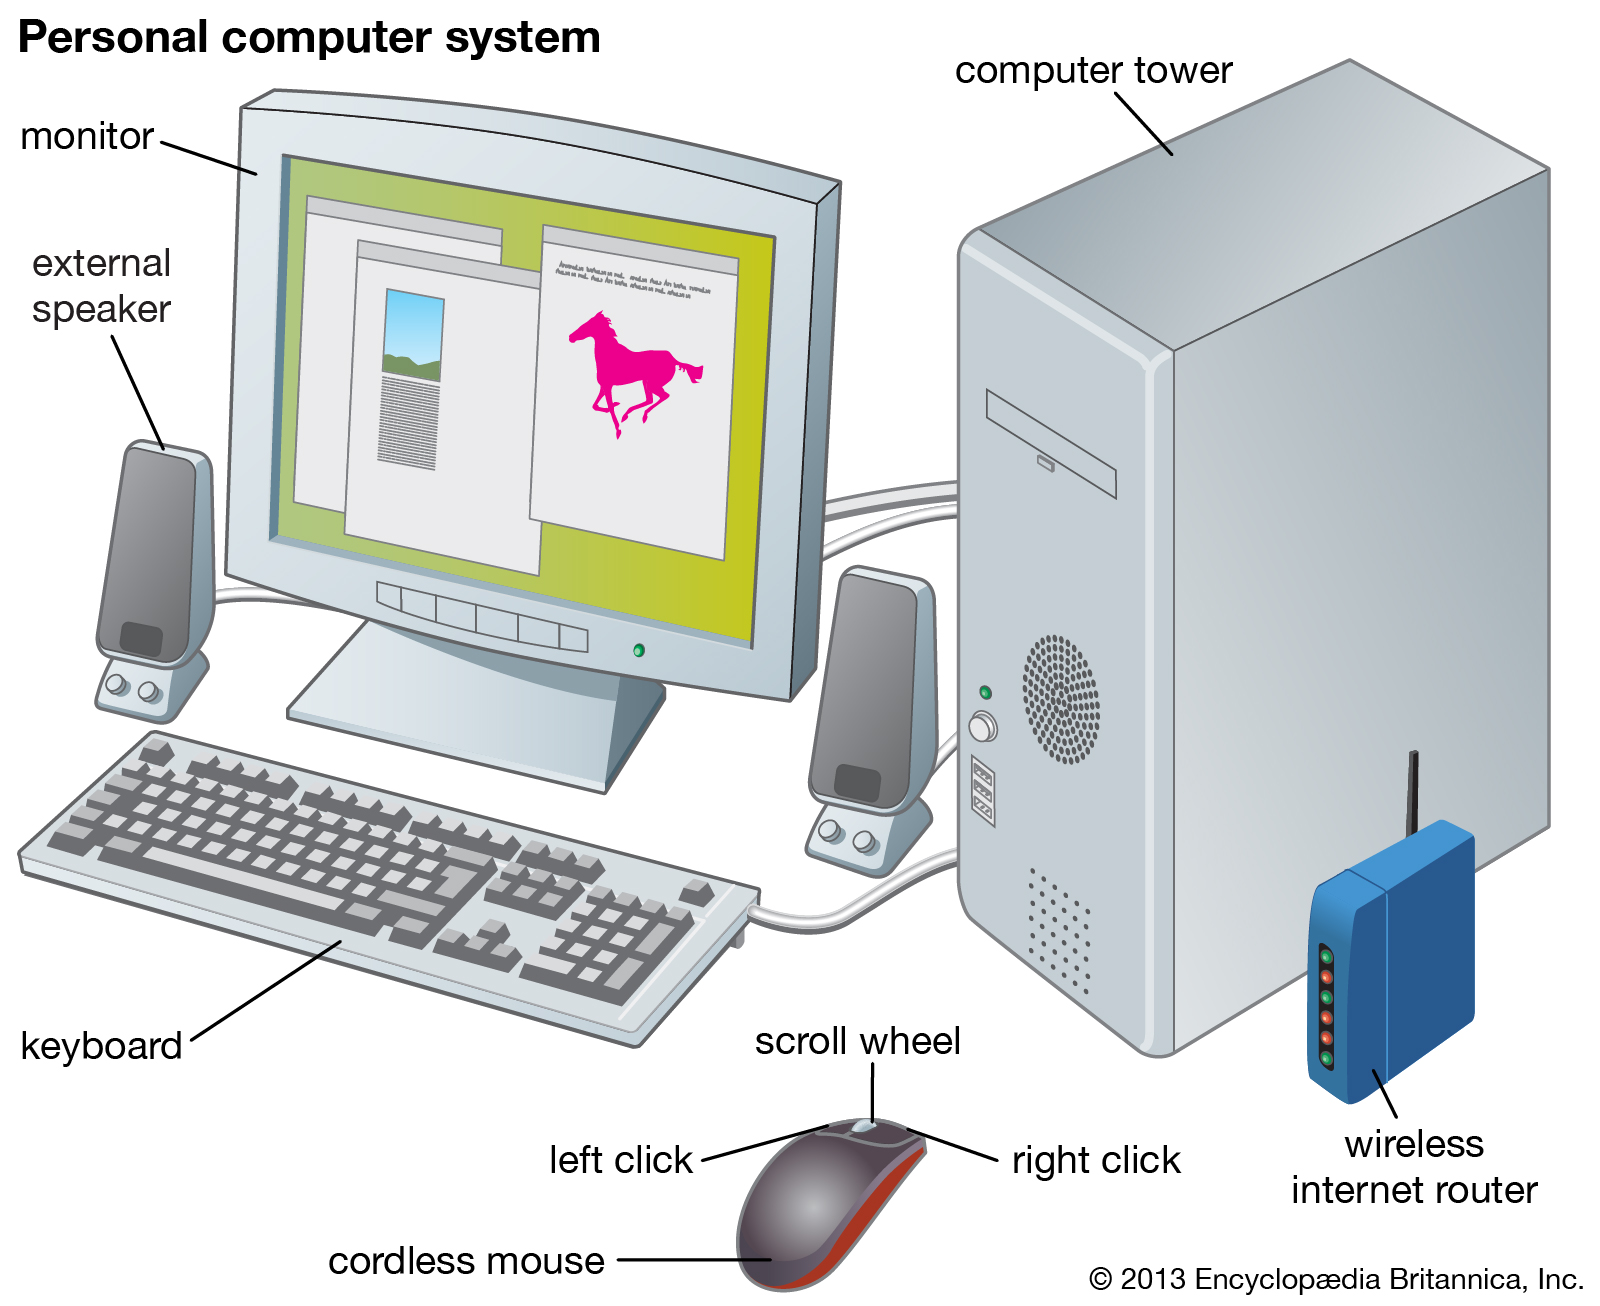 Personal computer system
computer tower
monitor
external
speaker
keyboard
scroll wheel
left click
right click
wireless
internet router
cordless mouse
© 2013 Encyclopædia Britannica, Inc.